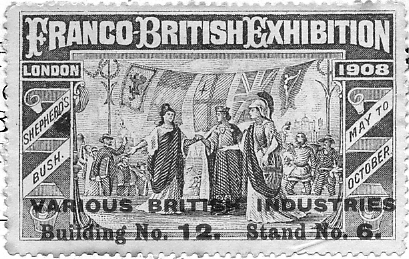 FRANCO-BRITISH EXHIBITION
LONDON 1908
SHEPHERDS
BUSH.
MAY TO
OCTOBER.
VARIOUS BRITISH INDUSTRIES
Building No. 12. Stand No. 6.